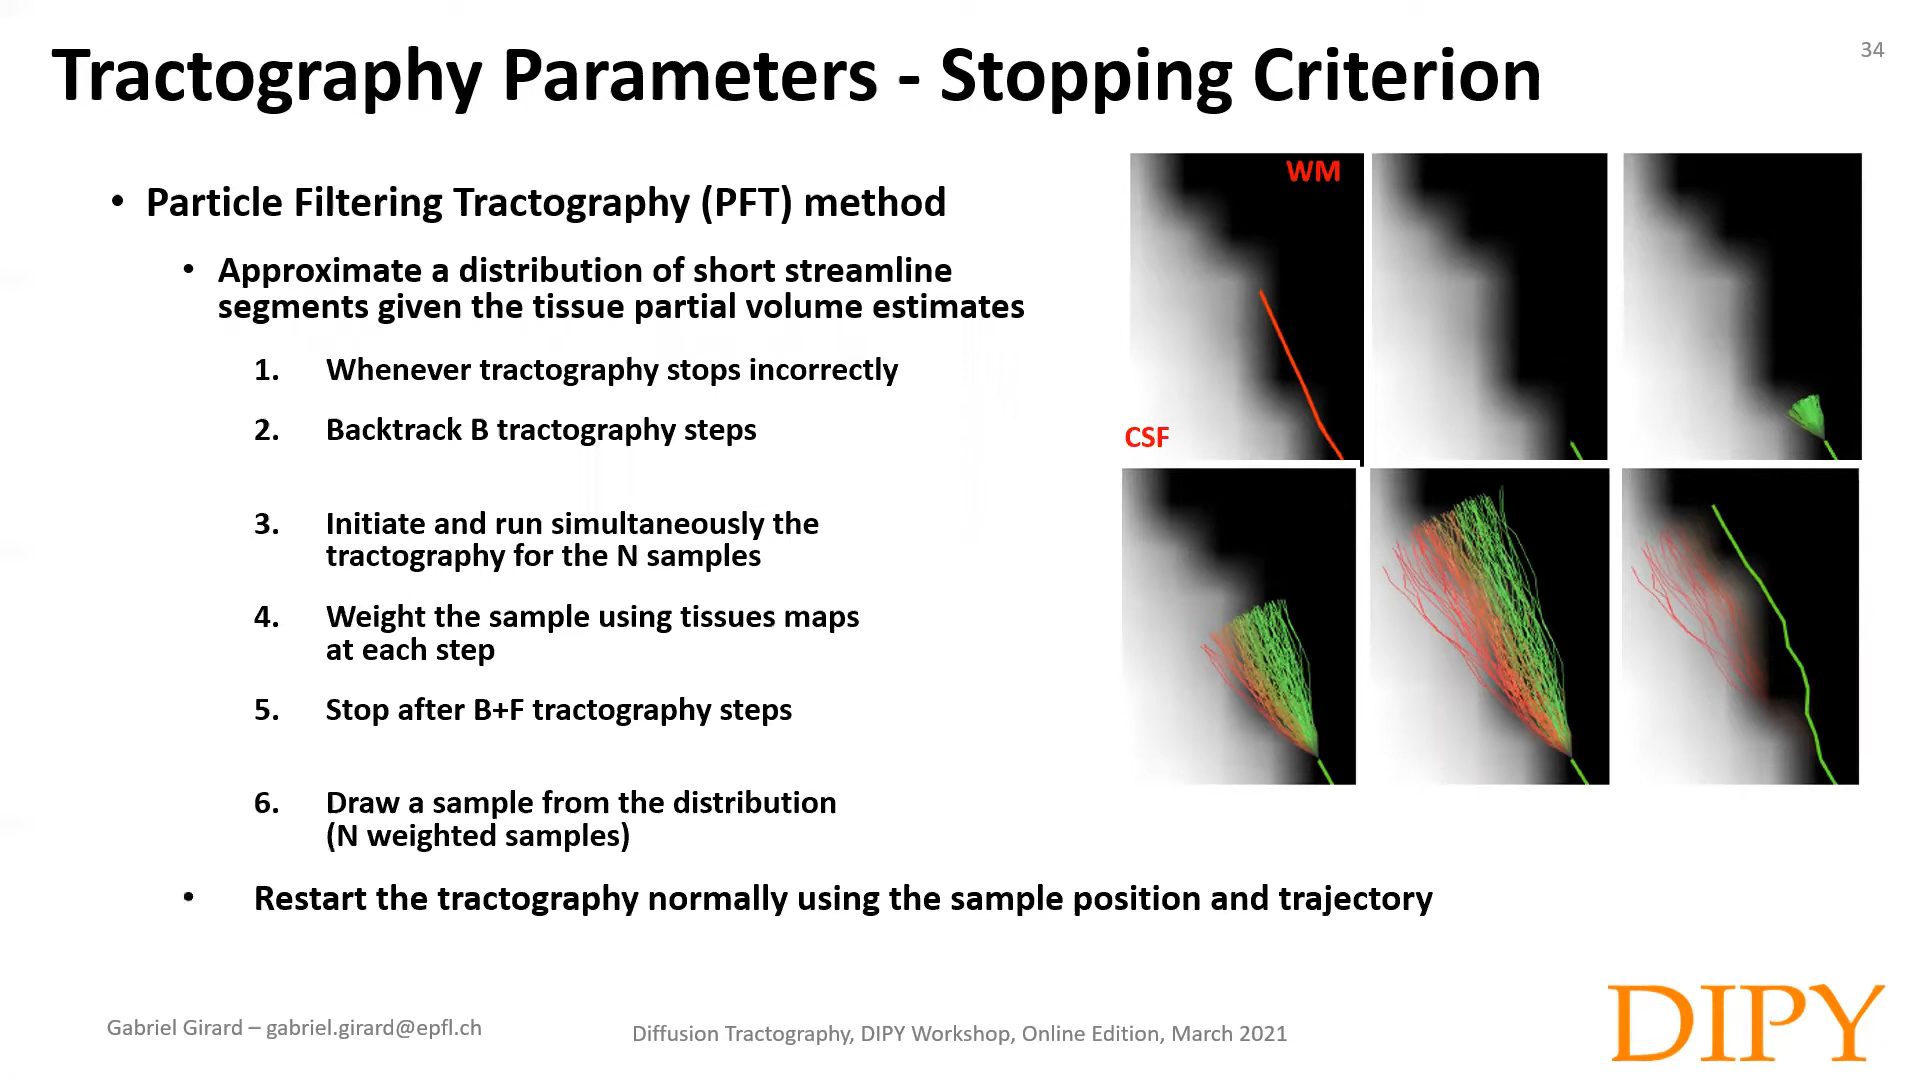 Tractography Parameters - Stopping Criterion
34
• Particle Filtering Tractography (PFT) method
• Approximate a distribution of short streamline
segments given the tissue partial volume estimates
1. Whenever tractography stops incorrectly
2. Backtrack B tractography steps
3. Initiate and run simultaneously the
tractography for the N samples
4. Weight the sample using tissues maps
at each step
5. Stop after B+F tractography steps
6. Draw a sample from the distribution
(N weighted samples)
• Restart the tractography normally using the sample position and trajectory
WM
CSF
Gabriel Girard – gabriel.girard@epfl.ch
Diffusion Tractography, DIPY Workshop, Online Edition, March 2021
DIPY